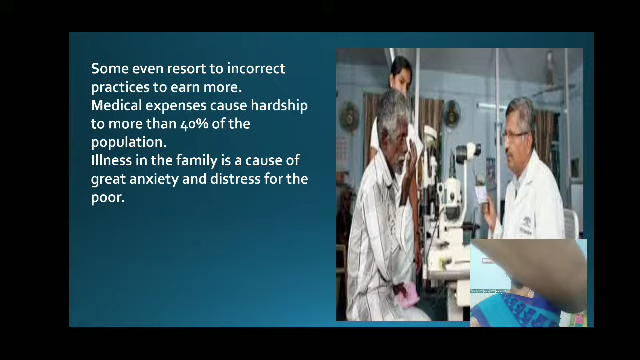 Some even resort to incorrect
practices to earn more.
Medical expenses cause hardship
to more than 40% of the
population.
Illness in the family is a cause of
great anxiety and distress for the
poor.